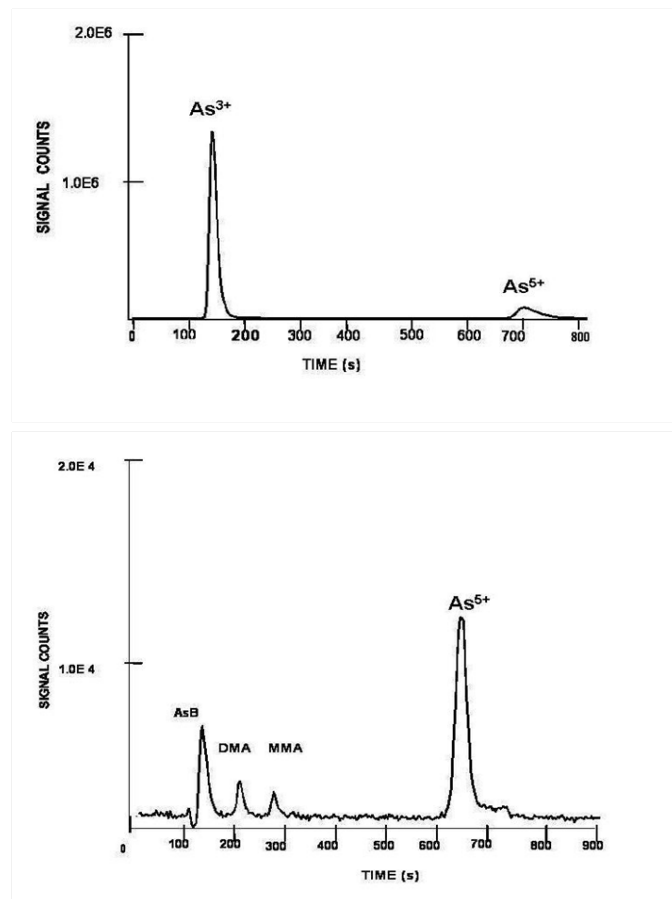 2.0E6
As³⁺
1.0E6
SIGNAL COUNTS
As⁵⁺
0 100 200 300 400 500 600 700 800
TIME (s)
2.0E 4
As⁵⁺
1.0E 4
SIGNAL COUNTS
AsB
DMA MMA
0 100 200 300 400 500 600 700 800 900
TIME (s)